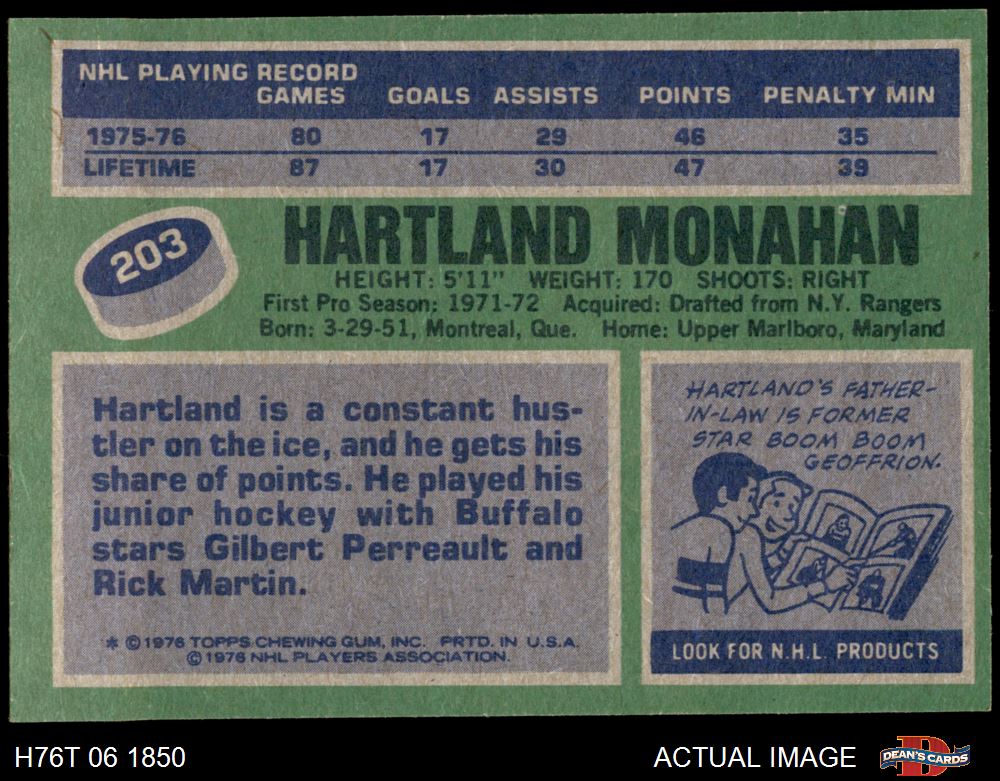 NHL PLAYING RECORD
GAMES GOALS ASSISTS POINTS PENALTY MIN
1975-76 80 17 29 46 35
LIFETIME 87 17 30 47 39
203
HARTLAND MONAHAN
HEIGHT: 5'11" WEIGHT: 170 SHOOTS: RIGHT
First Pro Season: 1971-72 Acquired: Drafted from N.Y. Rangers
Born: 3-29-51, Montreal, Que. Home: Upper Marlboro, Maryland
Hartland is a constant hus-
tler on the ice, and he gets his
share of points. He played his
junior hockey with Buffalo
stars Gilbert Perreault and
Rick Martin.
* ©1976 TOPPS CHEWING GUM, INC. PRTD. IN U.S.A.
©1976 NHL PLAYERS ASSOCIATION.
HARTLAND'S FATHER-
IN-LAW IS FORMER
STAR BOOM BOOM
GEOFFRION.
LOOK FOR N.H.L. PRODUCTS
H76T 06 1850
ACTUAL IMAGE
DEAN'S CARDS